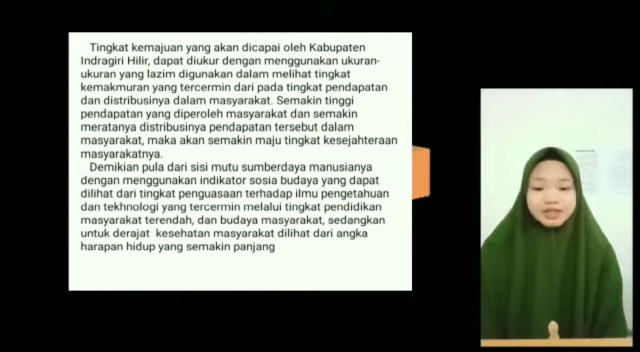 Tingkat kemajuan yang akan dicapai oleh Kabupaten
Indragiri Hilir, dapat diukur dengan menggunakan ukuran-
ukuran yang lazim digunakan dalam melihat tingkat
kemakmuran yang tercermin dari pada tingkat pendapatan
dan distribusinya dalam masyarakat. Semakin tinggi
pendapatan yang diperoleh masyarakat dan semakin
meratanya distribusinya pendapatan tersebut dalam
masyarakat, maka akan semakin maju tingkat kesejahteraan
masyarakatnya.
Demikian pula dari sisi mutu sumberdaya manusianya
dengan menggunakan indikator sosia budaya yang dapat
dilihat dari tingkat penguasaan terhadap ilmu pengetahuan
dan tekhnologi yang tercermin melalui tingkat pendidikan
masyarakat terendah, dan budaya masyarakat, sedangkan
untuk derajat kesehatan masyarakat dilihat dari angka
harapan hidup yang semakin panjang